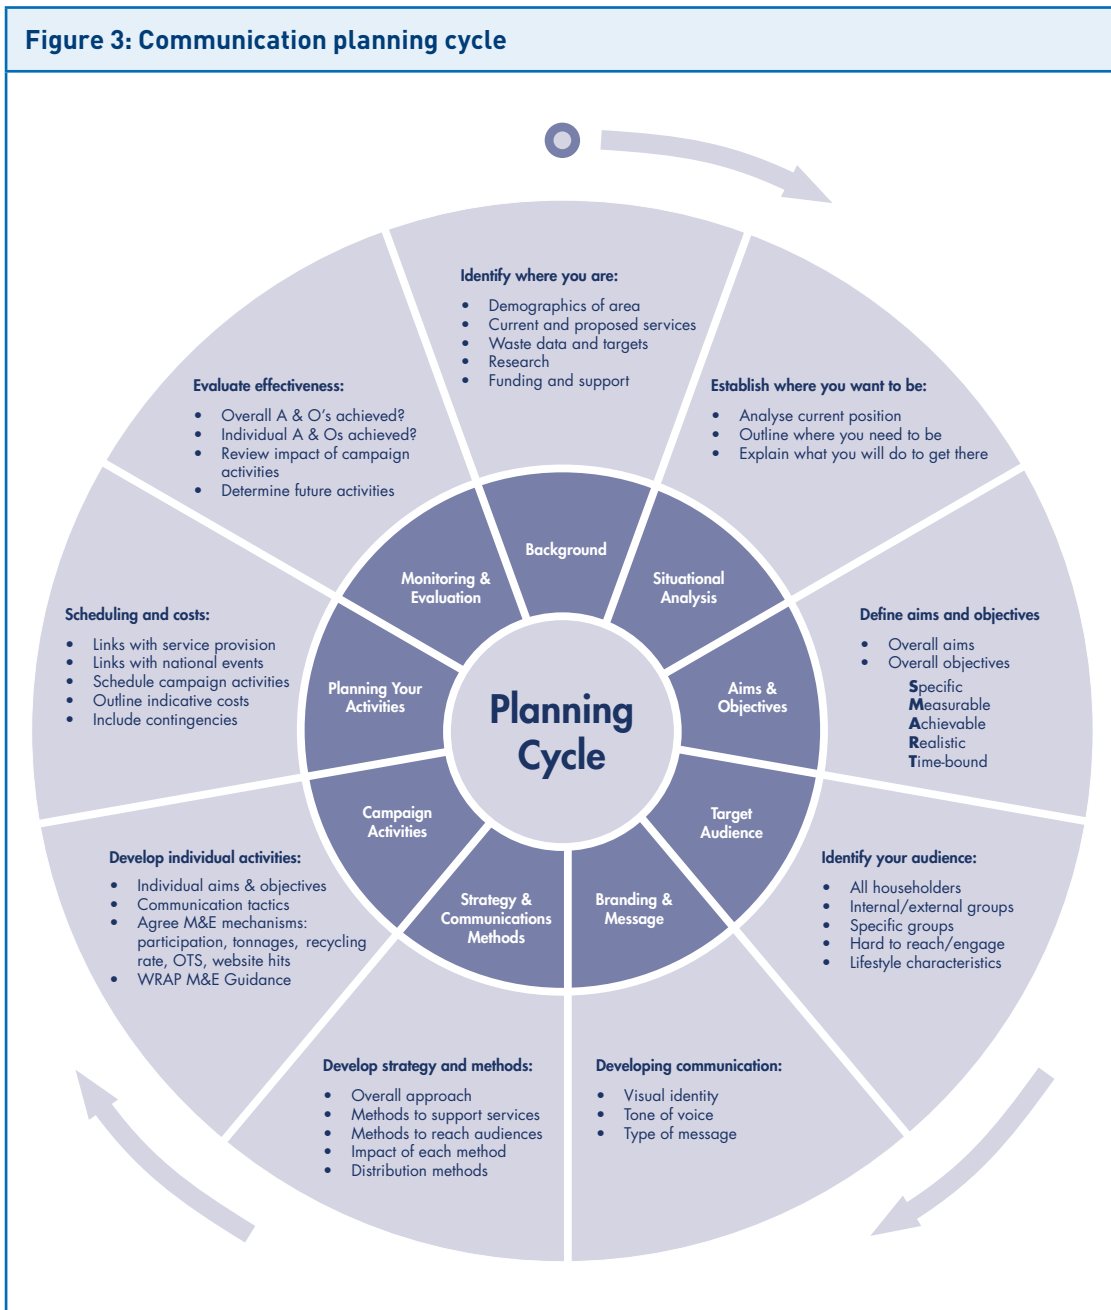 Figure 3: Communication planning cycle
Identify where you are:
• Demographics of area
• Current and proposed services
• Waste data and targets
• Research
• Funding and support
Establish where you want to be:
• Analyse current position
• Outline where you need to be
• Explain what you will do to get there
Define aims and objectives
• Overall aims
• Overall objectives
Specific
Measurable
Achievable
Realistic
Time-bound
Identify your audience:
• All householders
• Internal/external groups
• Specific groups
• Hard to reach/engage
• Lifestyle characteristics
Developing communication:
• Visual identity
• Tone of voice
• Type of message
Develop strategy and methods:
• Overall approach
• Methods to support services
• Methods to reach audiences
• Impact of each method
• Distribution methods
Develop individual activities:
• Individual aims & objectives
• Communication tactics
• Agree M&E mechanisms:
participation, tonnages, recycling
rate, OTS, website hits
• WRAP M&E Guidance
Scheduling and costs:
• Links with service provision
• Links with national events
• Schedule campaign activities
• Outline indicative costs
• Include contingencies
Evaluate effectiveness:
• Overall A & O's achieved?
• Individual A & Os achieved?
• Review impact of campaign
activities
• Determine future activities
Background
Situational
Analysis
Aims &
Objectives
Target
Audience
Branding &
Message
Strategy &
Communications
Methods
Campaign
Activities
Planning Your
Activities
Monitoring &
Evaluation
Planning
Cycle